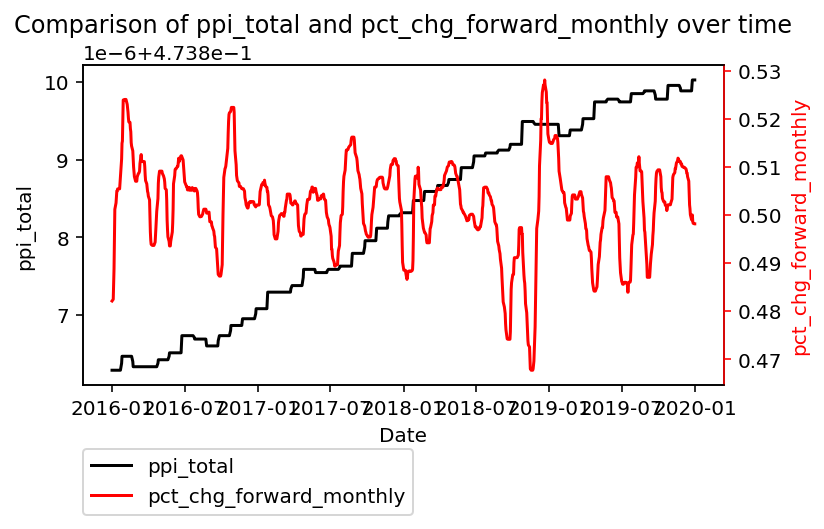 Comparison of ppi_total and pct_chg_forward_monthly over time
1e−6+4.738e−1
10
9
8
7
ppi_total
0.53
0.52
0.51
0.50
0.49
0.48
0.47
pct_chg_forward_monthly
2016-01 2016-07 2017-01 2017-07 2018-01 2018-07 2019-01 2019-07 2020-01
Date
ppi_total
pct_chg_forward_monthly